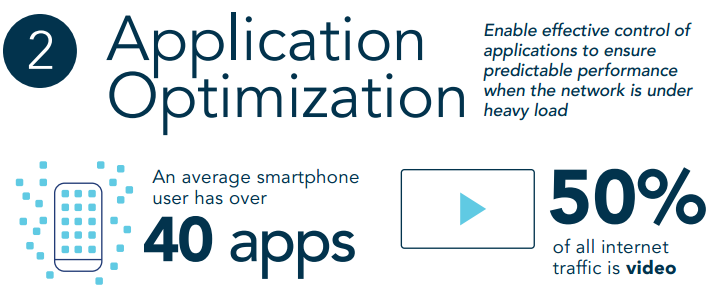 2
Application
Optimization
Enable effective control of
applications to ensure
predictable performance
when the network is under
heavy load
An average smartphone
user has over
40 apps
50%
of all internet
traffic is video